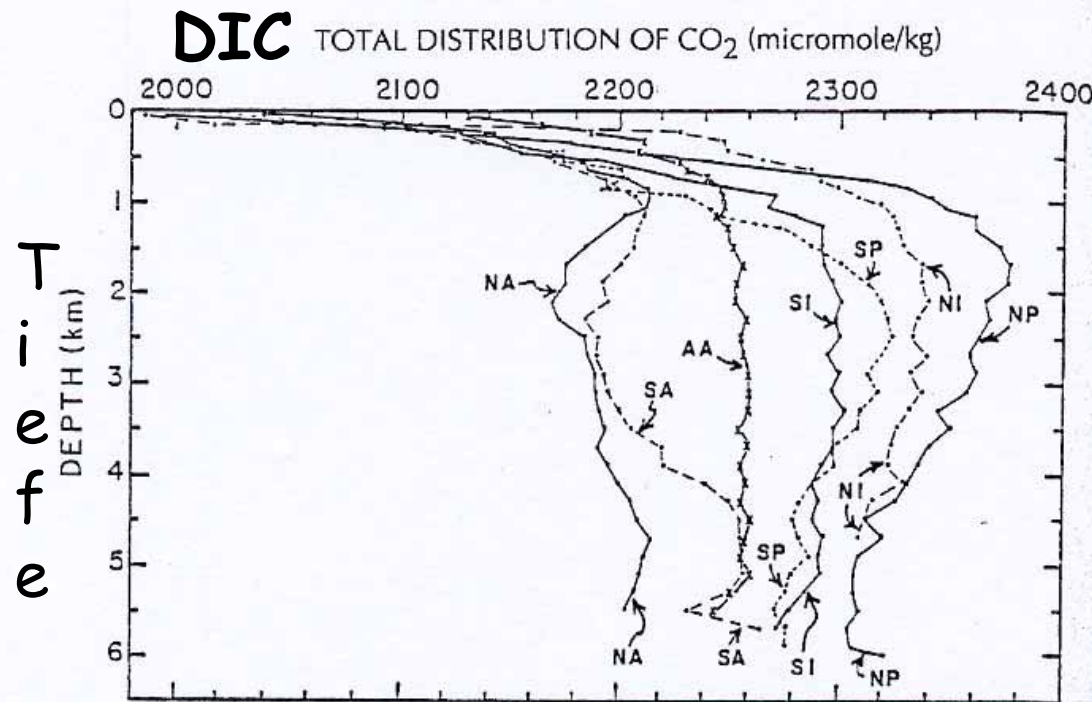 DIC TOTAL DISTRIBUTION OF CO₂ (micromole/kg)
2000 2100 2200 2300 2400
0
1
2
3
4
5
6
Tiefe
DEPTH (km)
NA
SP
SI
NI
NP
AA
SA
NI
SP
NA
SA
SI
NP